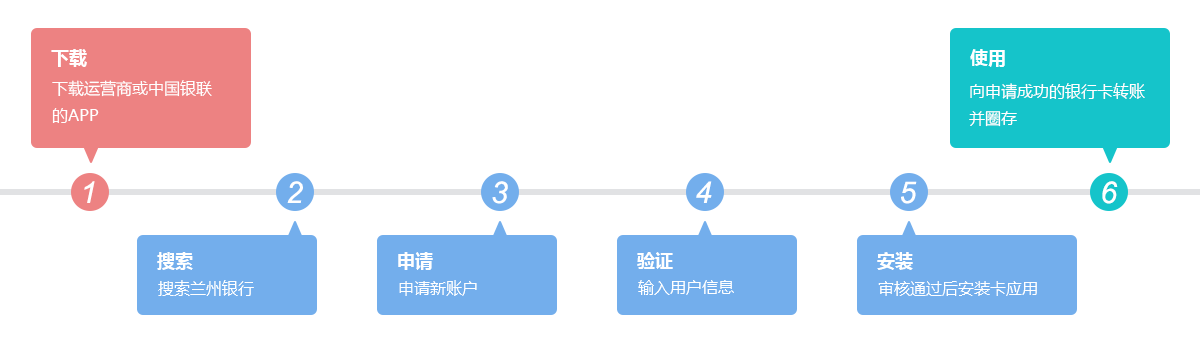 下载
下载运营商或中国银联
的APP
1
2
搜索
搜索兰州银行
3
申请
申请新账户
4
验证
输入用户信息
5
安装
审核通过后安装卡应用
使用
向申请成功的银行卡转账
并圈存
6